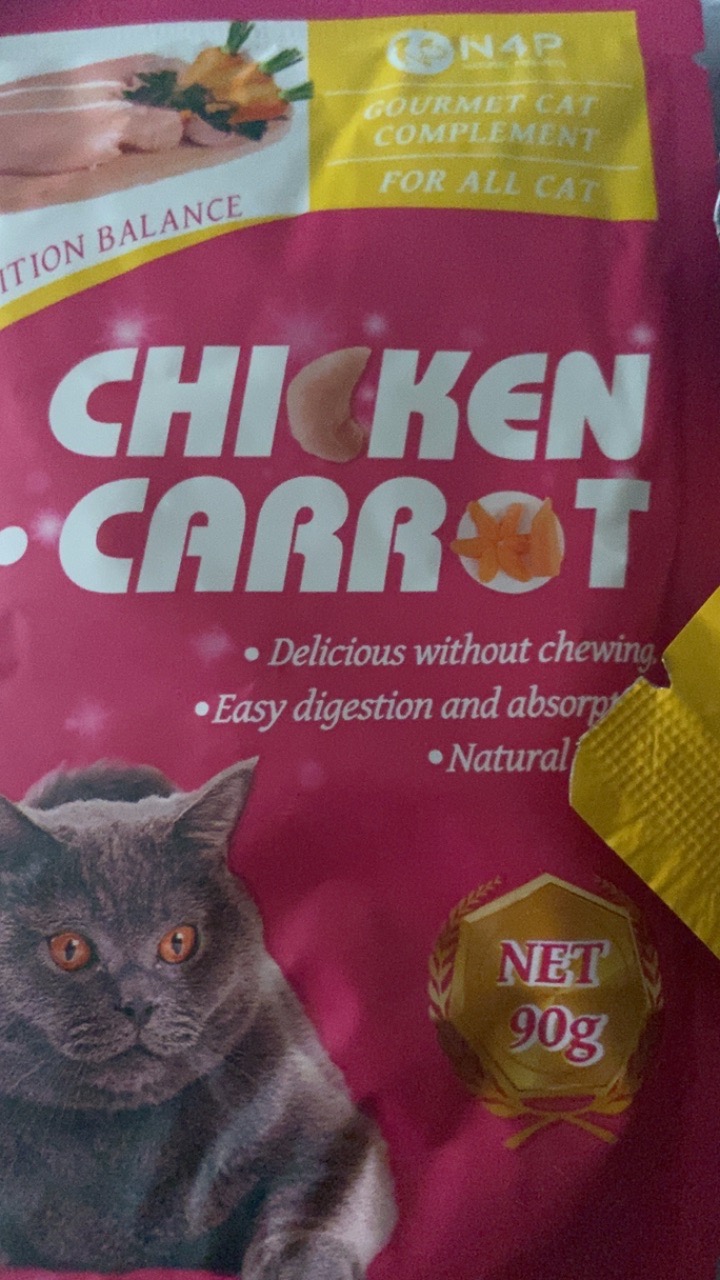 N4P
GOURMET CAT
COMPLEMENT
FOR ALL CAT
ITION BALANCE
CHICKEN
• CARROT
• Delicious without chewing.
• Easy digestion and absorp
• Natural
NET
90g